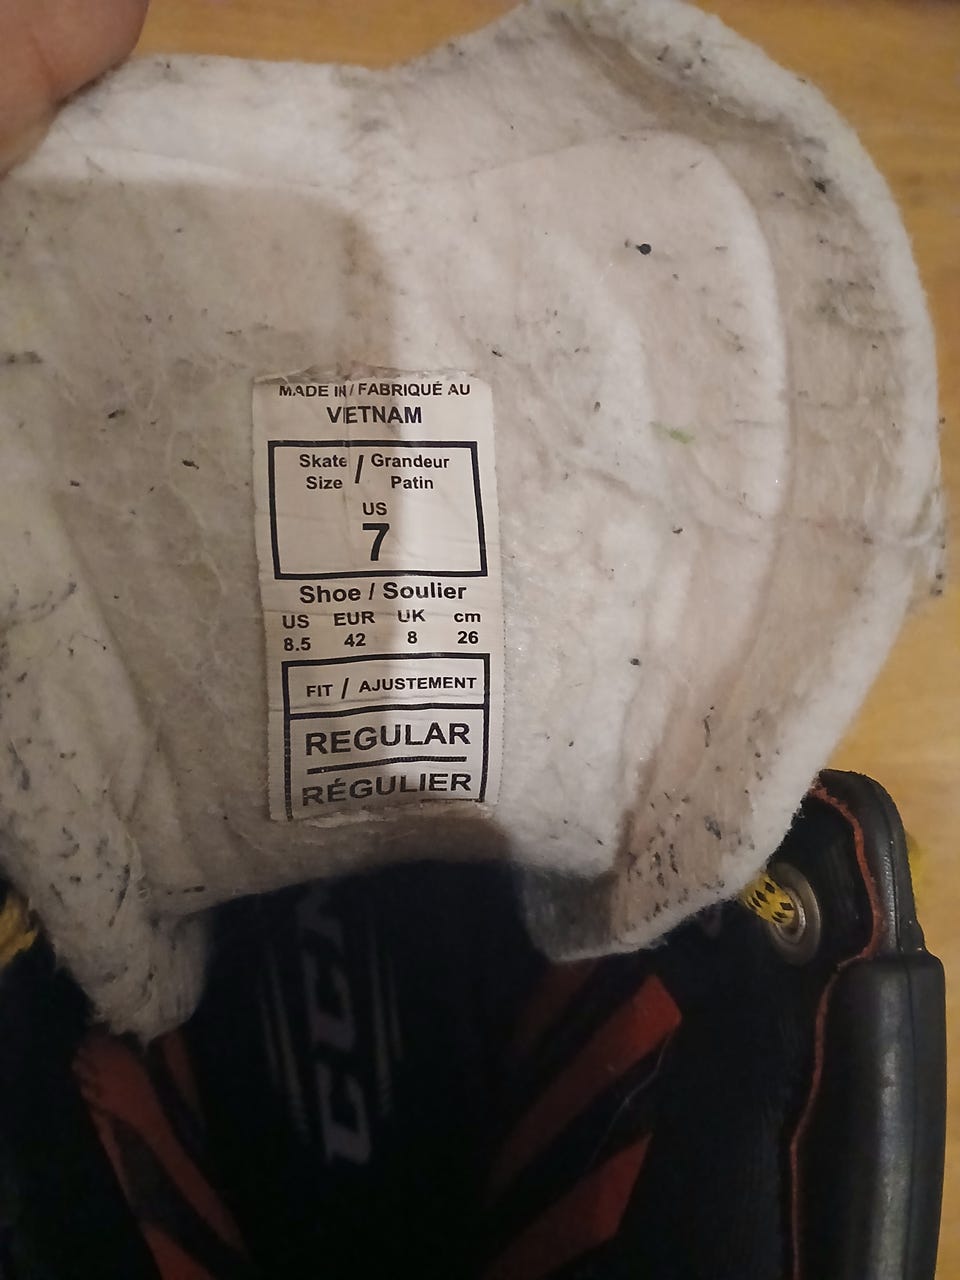 MADE IN / FABRIQUÉ AU
VIETNAM
Skate / Grandeur
Size Patin
US
7
Shoe / Soulier
US EUR UK cm
8.5 42 8 26
FIT / AJUSTEMENT
REGULAR
RÉGULIER
CCM